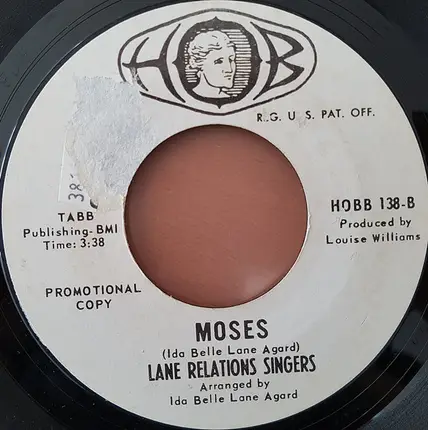 HOB
R.G. U. S. PAT. OFF.
TABB
Publishing-BMI
Time: 3:38
HOBB 138-B
Produced by
Louise Williams
PROMOTIONAL
COPY
MOSES
(Ida Belle Lane Agard)
LANE RELATIONS SINGERS
Arranged by
Ida Belle Lane Agard